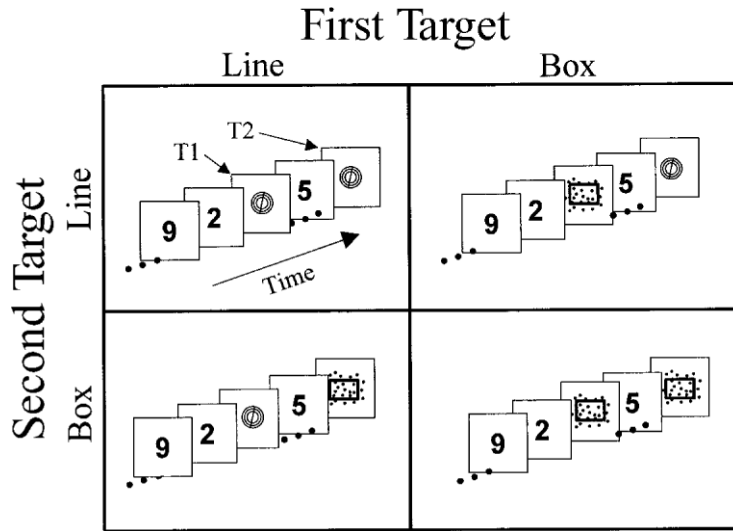 First Target
Line Box
Second Target
Line
Box
T1 T2
9 2 5
Time
9 2 5
9 2 5
9 2 5